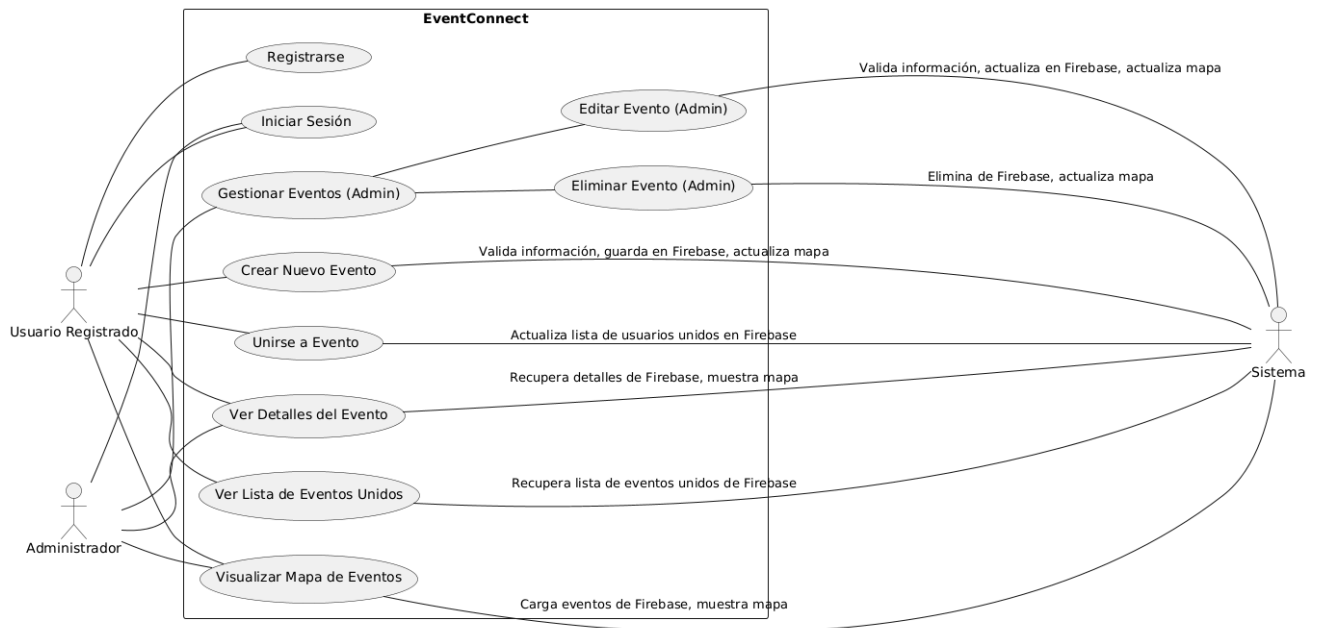 EventConnect
Registrarse
Valida información, actualiza en Firebase, actualiza mapa
Editar Evento (Admin)
Iniciar Sesión
Elimina de Firebase, actualiza mapa
Eliminar Evento (Admin)
Gestionar Eventos (Admin)
Valida información, guarda en Firebase, actualiza mapa
Crear Nuevo Evento
Usuario Registrado
Actualiza lista de usuarios unidos en Firebase
Unirse a Evento
Sistema
Recupera detalles de Firebase, muestra mapa
Ver Detalles del Evento
Recupera lista de eventos unidos de Firebase
Ver Lista de Eventos Unidos
Administrador
Visualizar Mapa de Eventos
Carga eventos de Firebase, muestra mapa